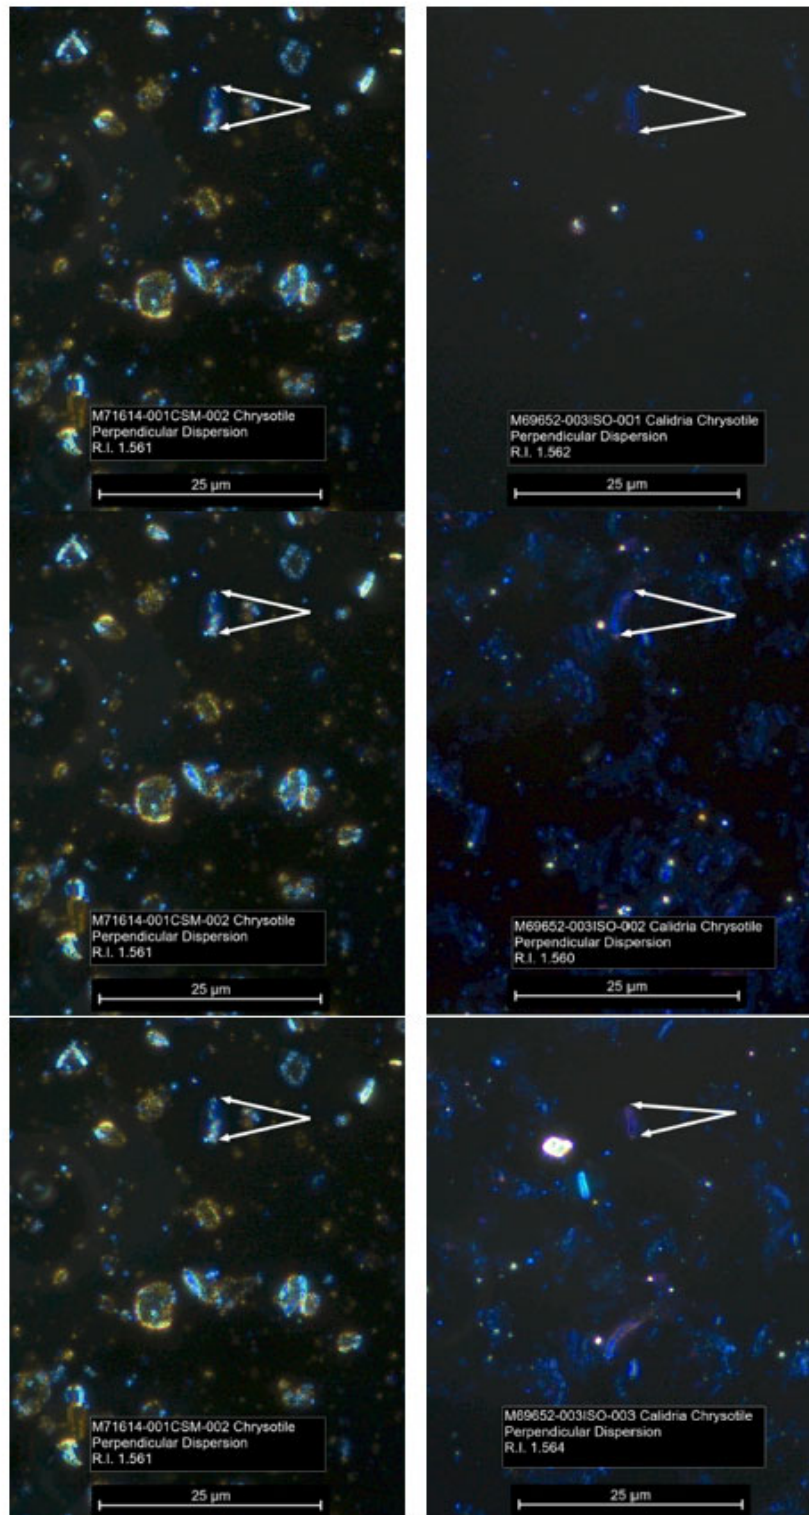 M71614-001CSM-002 Chrysotile
Perpendicular Dispersion
R.I. 1.561
25 µm
M69652-003ISO-001 Calidria Chrysotile
Perpendicular Dispersion
R.I. 1.562
25 µm
M71614-001CSM-002 Chrysotile
Perpendicular Dispersion
R.I. 1.561
25 µm
M69652-003ISO-002 Calidria Chrysotile
Perpendicular Dispersion
R.I. 1.560
25 µm
M71614-001CSM-002 Chrysotile
Perpendicular Dispersion
R.I. 1.561
25 µm
M69652-003ISO-003 Calidria Chrysotile
Perpendicular Dispersion
R.I. 1.564
25 µm